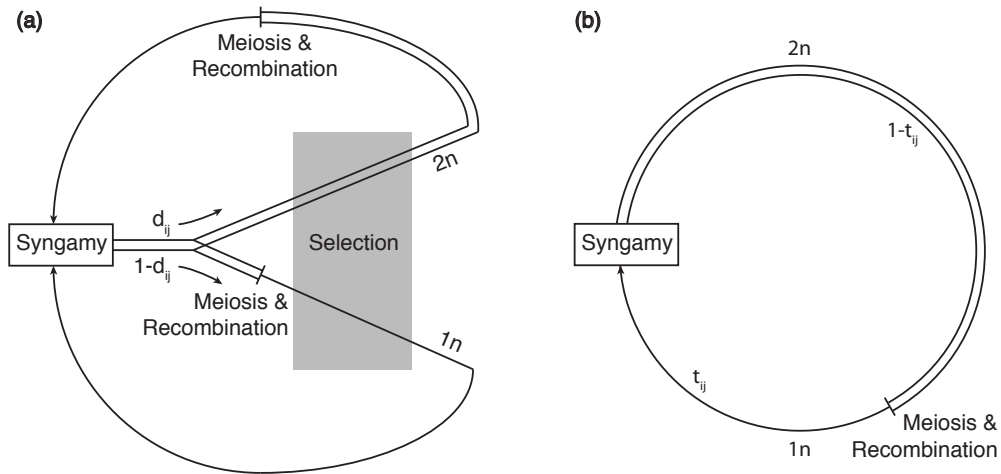 (a)
Meiosis &
Recombination
2n
d_ij
Syngamy
Selection
1-d_ij
Meiosis &
Recombination
1n
(b)
2n
1-t_ij
Syngamy
t_ij
Meiosis &
Recombination
1n